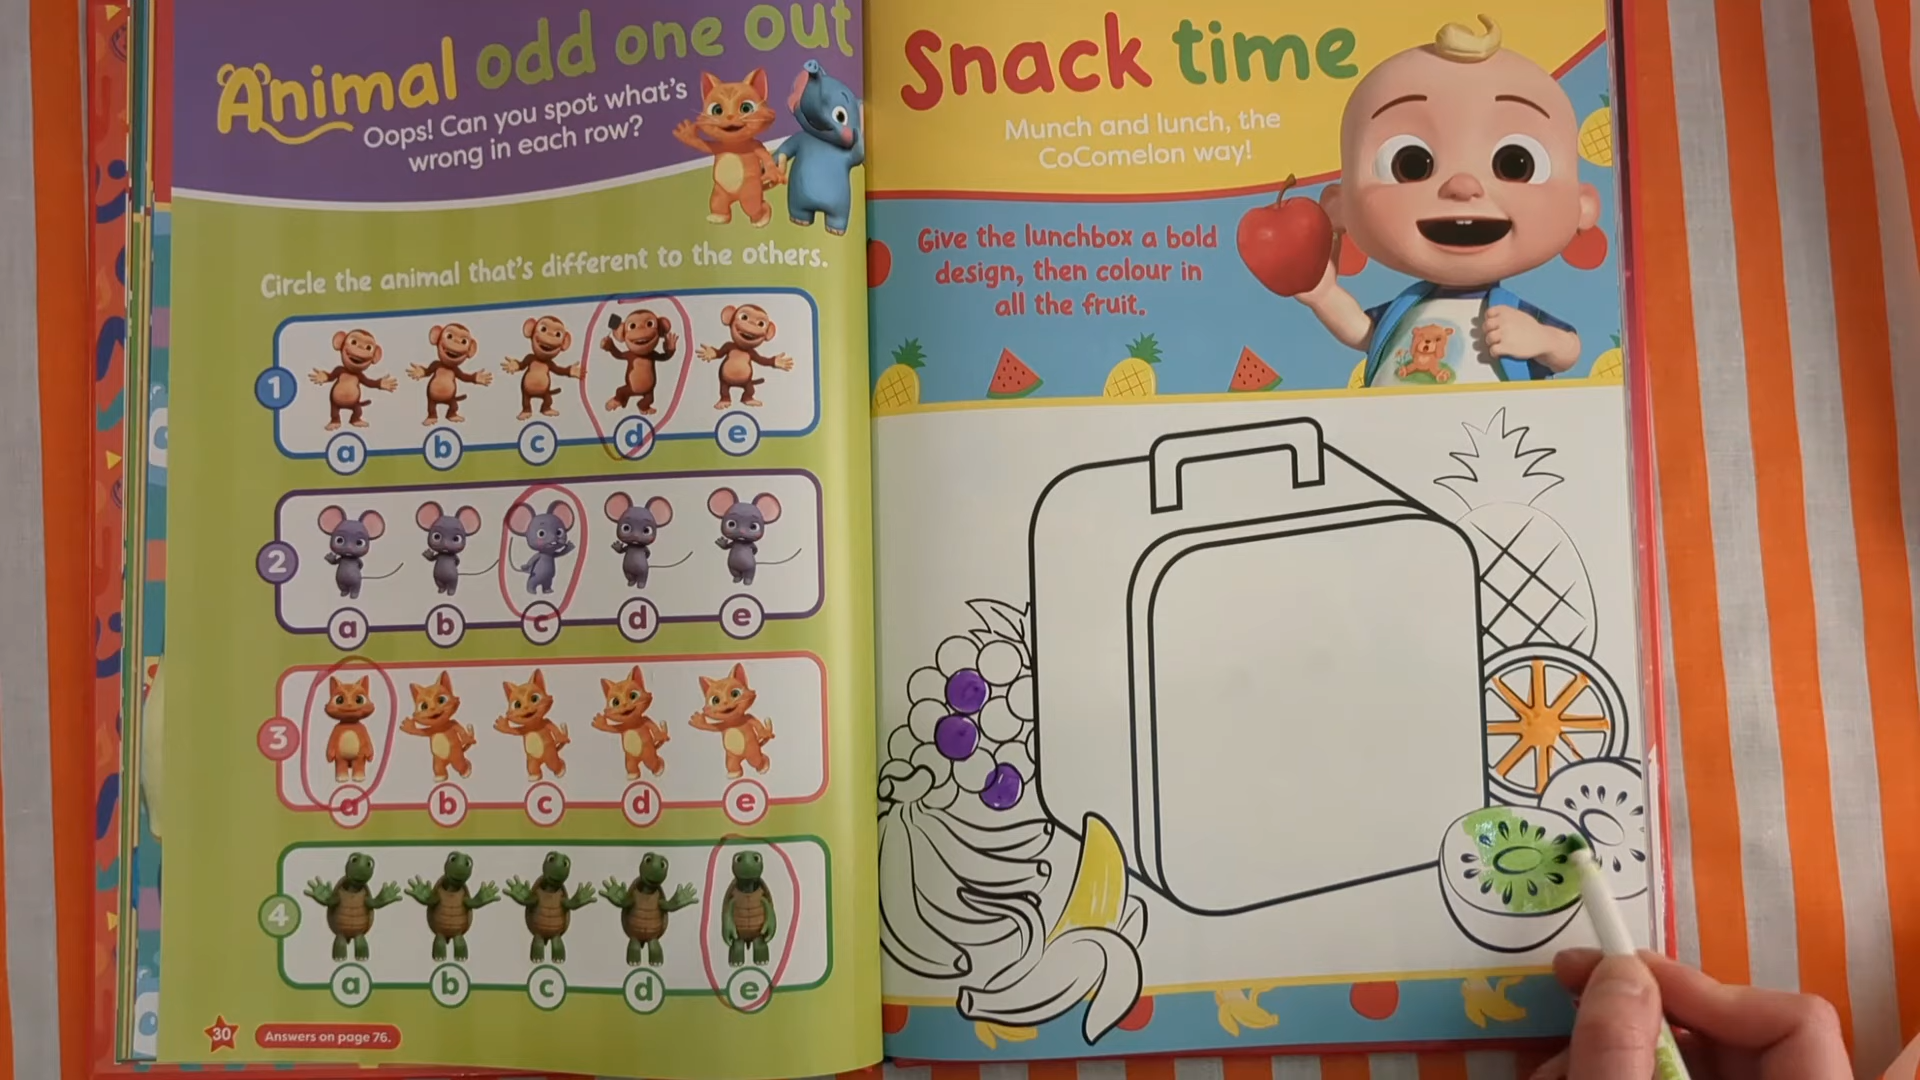 Animal odd one out
Oops! Can you spot what's
wrong in each row?
Circle the animal that's different to the others.
1
a b c d e
2
a b c d e
3
a b c d e
4
a b c d e
30
Answers on page 76.
Snack time
Munch and lunch, the
CoComelon way!
Give the lunchbox a bold
design, then colour in
all the fruit.